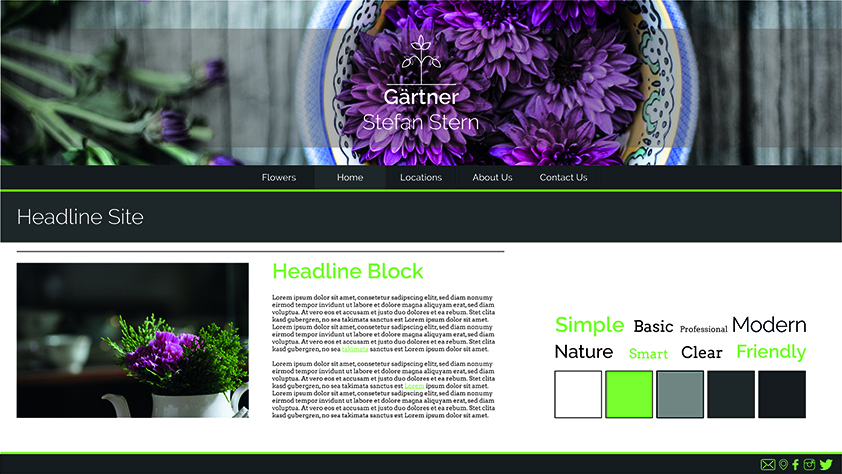 Gärtner
Stefan Stern
Flowers Home Locations About Us Contact Us
Headline Site
Headline Block
Lorem ipsum dolor sit amet, consetetur sadipscing elitr, sed diam nonumy
eirmod tempor invidunt ut labore et dolore magna aliquyam erat, sed diam
voluptua. At vero eos et accusam et justo duo dolores et ea rebum. Stet clita
kasd gubergren, no sea takimata sanctus est Lorem ipsum dolor sit amet.
Lorem ipsum dolor sit amet, consetetur sadipscing elitr, sed diam nonumy
eirmod tempor invidunt ut labore et dolore magna aliquyam erat, sed diam
voluptua. At vero eos et accusam et justo duo dolores et ea rebum. Stet clita
kasd gubergren, no sea takimata sanctus est Lorem ipsum dolor sit amet.
Lorem ipsum dolor sit amet, consetetur sadipscing elitr, sed diam nonumy
eirmod tempor invidunt ut labore et dolore magna aliquyam erat, sed diam
voluptua. At vero eos et accusam et justo duo dolores et ea rebum. Stet clita
kasd gubergren, no sea takimata sanctus est Lorem ipsum dolor sit amet.
Lorem ipsum dolor sit amet, consetetur sadipscing elitr, sed diam nonumy
eirmod tempor invidunt ut labore et dolore magna aliquyam erat, sed diam
voluptua. At vero eos et accusam et justo duo dolores et ea rebum. Stet clita
kasd gubergren, no sea takimata sanctus est Lorem ipsum dolor sit amet.
Simple Basic Professional Modern
Nature Smart Clear Friendly